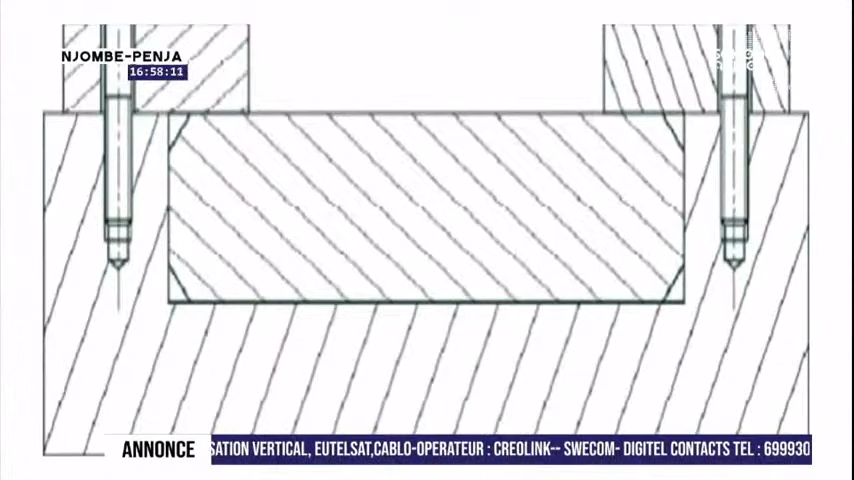 NJOMBE-PENJA
16:58:11
ANNONCE
SATION VERTICAL, EUTELSAT,CABLO-OPERATEUR : CREOLINK-- SWECOM- DIGITEL CONTACTS TEL : 699930